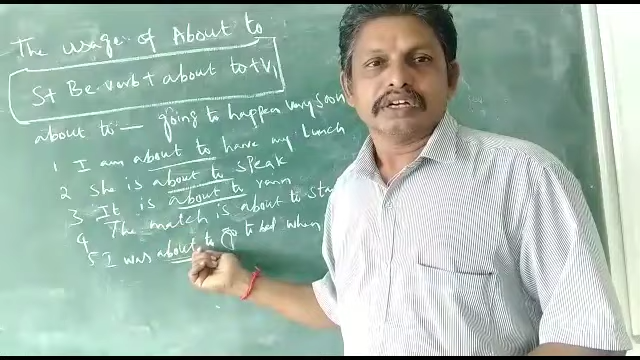 The usage of About to
S+ Be verb + about to + V1
about to — going to happen very soon
1 I am about to have my lunch
2 She is about to speak
3 It is about to rain
4 The match is about to
5 I was about to go to bed when